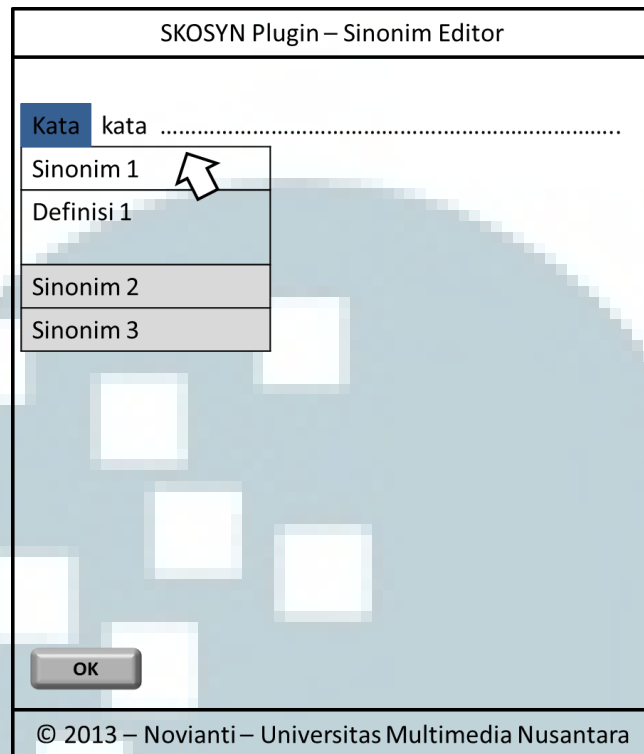 SKOSYN Plugin – Sinonim Editor
Kata kata ......................................................................
Sinonim 1
Definisi 1
Sinonim 2
Sinonim 3
OK
© 2013 – Novianti – Universitas Multimedia Nusantara